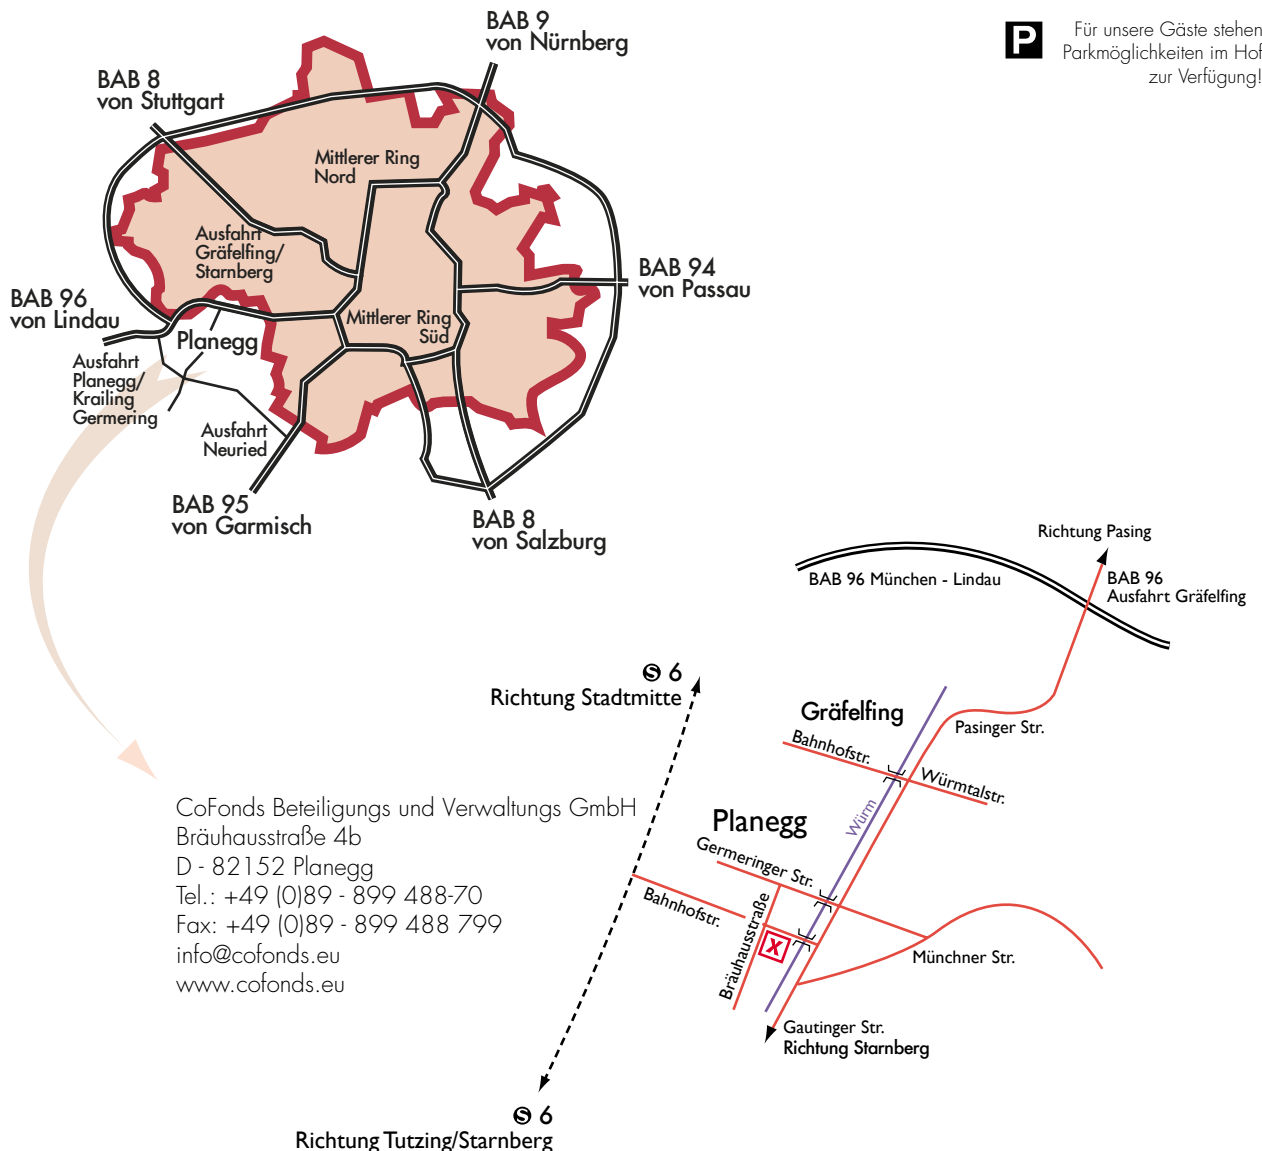 BAB 9
von Nürnberg
P
Für unsere Gäste stehen
Parkmöglichkeiten im Hof
zur Verfügung!
BAB 8
von Stuttgart
Mittlerer Ring
Nord
Ausfahrt
Gräfelfing/
Starnberg
BAB 94
von Passau
BAB 96
von Lindau
Mittlerer Ring
Süd
Planegg
Ausfahrt
Planegg/
Krailing
Germering
Ausfahrt
Neuried
BAB 95
von Garmisch
BAB 8
von Salzburg
Richtung Pasing
BAB 96 München - Lindau
BAB 96
Ausfahrt Gräfelfing
S 6
Richtung Stadtmitte
Gräfelfing
Pasinger Str.
Bahnhofstr.
Würmtalstr.
Würm
Planegg
Germeringer Str.
Bahnhofstr.
Bräuhausstraße
X
Münchner Str.
Gautinger Str.
Richtung Starnberg
CoFonds Beteiligungs und Verwaltungs GmbH
Bräuhausstraße 4b
D - 82152 Planegg
Tel.: +49 (0)89 - 899 488-70
Fax: +49 (0)89 - 899 488 799
info@cofonds.eu
www.cofonds.eu
S 6
Richtung Tutzing/Starnberg